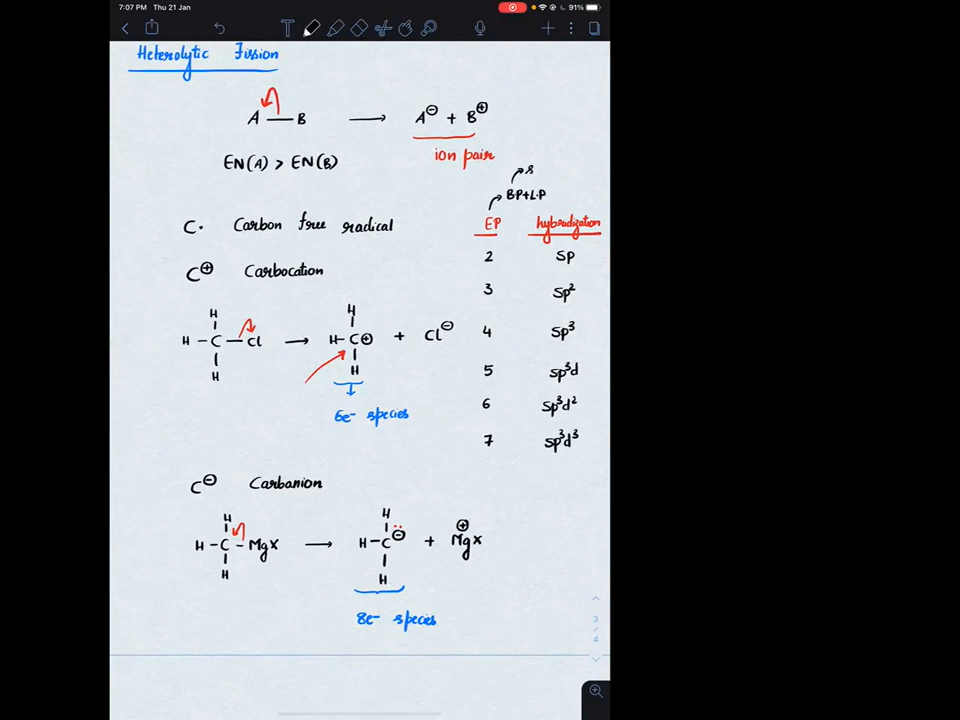 7:07 PM Thu 21 Jan
91%
Heterolytic Fission
A — B → A⊖ + B⊕
ion pair
EN(A) > EN(B)
C· Carbon free radical
C⊕ Carbocation
H
H – C – Cl → H – C⊕ + Cl⊖
H
H
H
6e⁻ species
C⊖ Carbanion
H
H
H – C – MgX → H – C⊖ + ⊕MgX
H
H
8e⁻ species
BP+L.P
EP hybridization
2 Sp
3 Sp²
4 Sp³
5 Sp³d
6 Sp³d²
7 Sp³d³
3
/
4